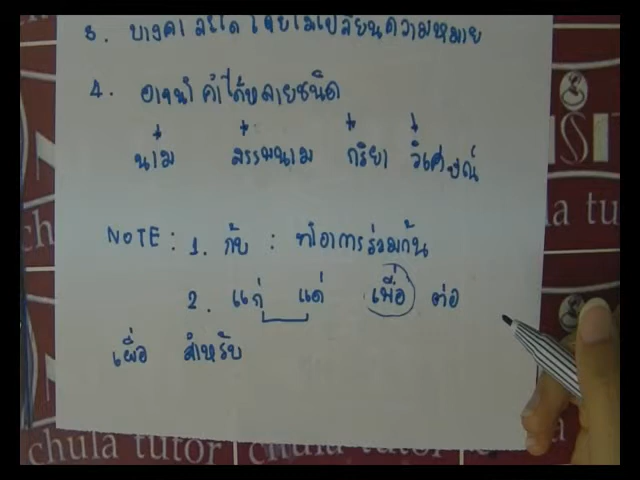 3. บางคำ ละได้ โดยไม่เปลี่ยนความหมาย
4. อาจนำคำได้หลายชนิด
นาม สรรพนาม กริยา วิเศษณ์
NOTE : 1. กับ : ทำอาการร่วมกัน
2. แก่ แด่ เพื่อ ต่อ
เผื่อ สำหรับ
chula tutor chula tutor